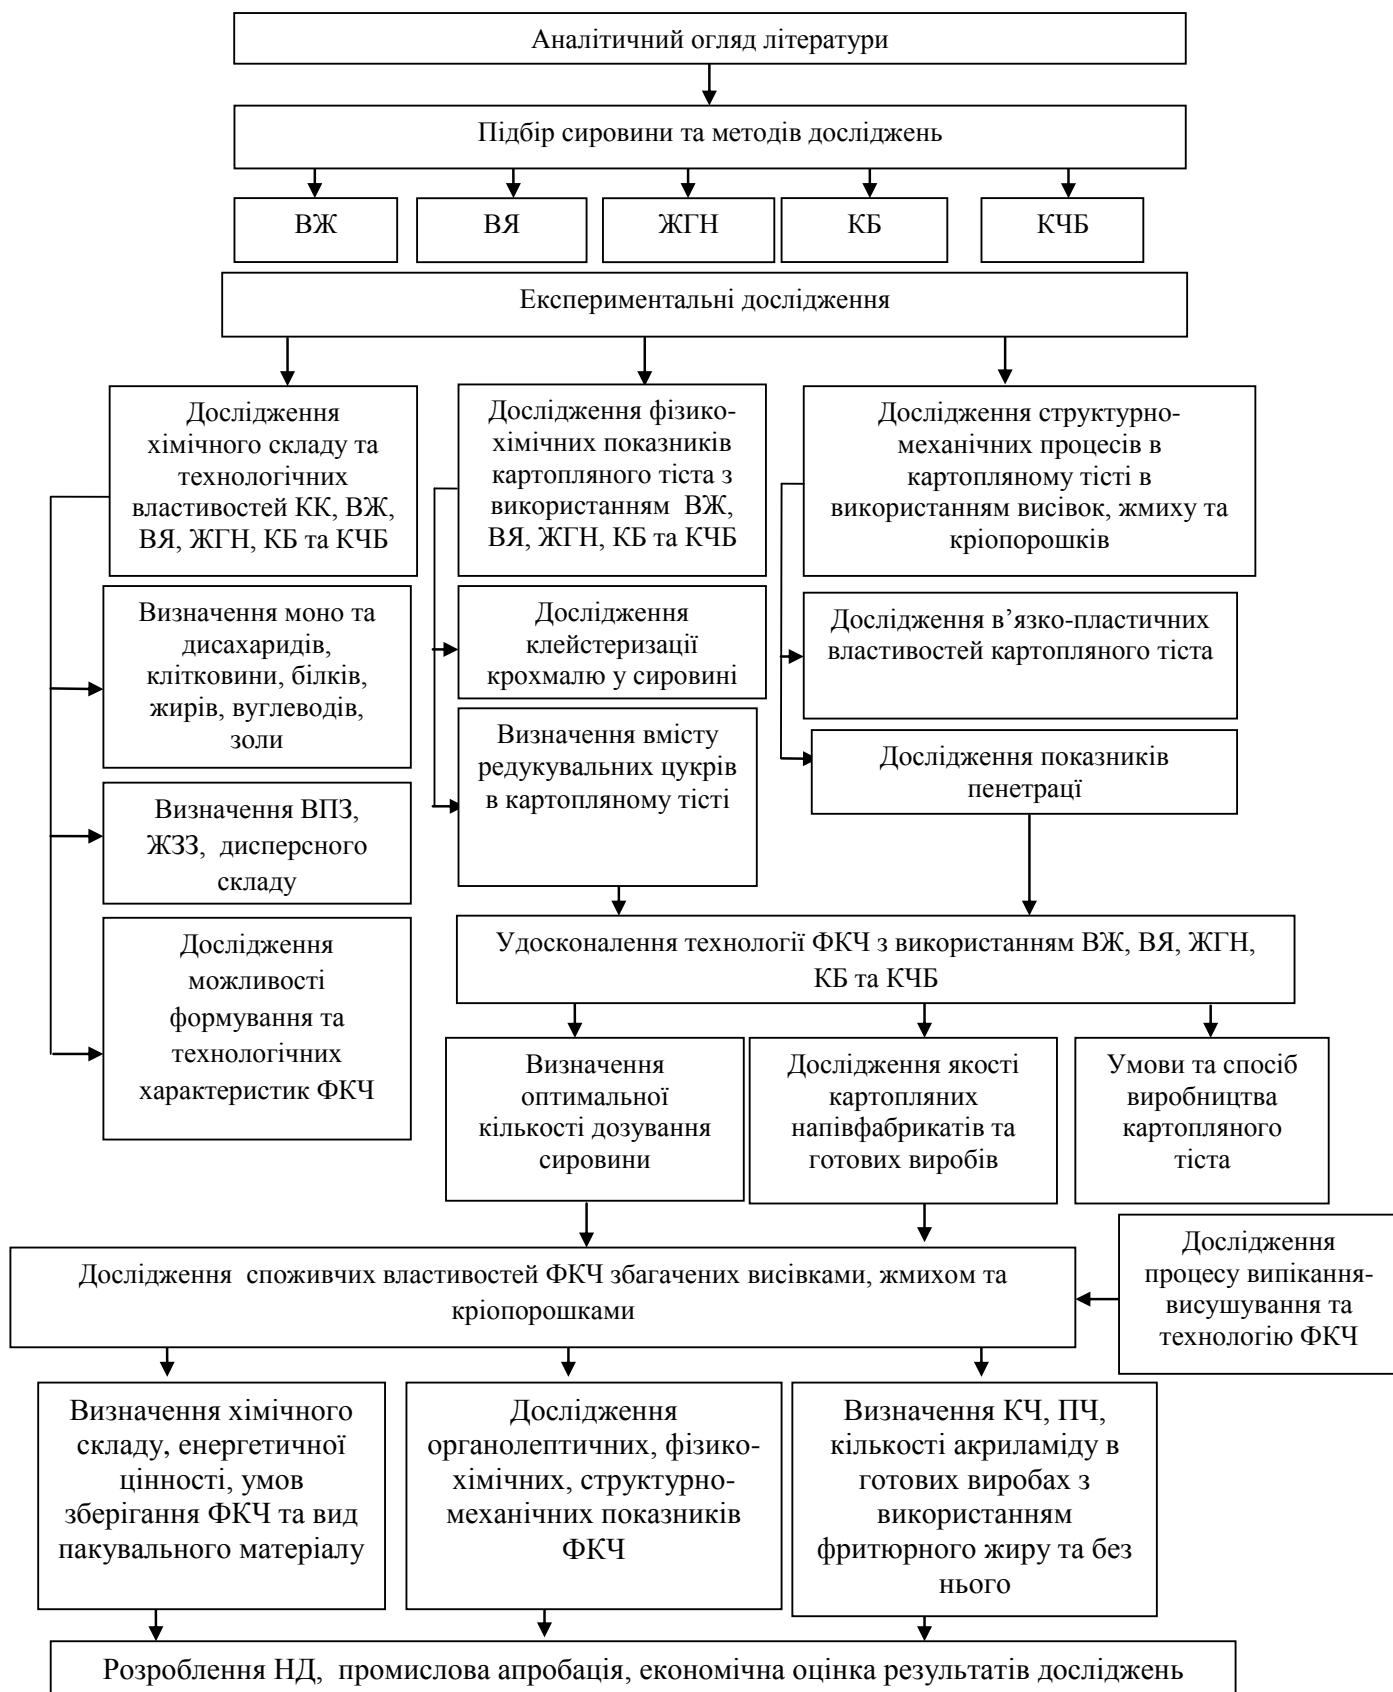 Аналітичний огляд літератури
Підбір сировини та методів досліджень
ВЖ
ВЯ
ЖГН
КБ
КЧБ
Експериментальні дослідження
Дослідження
хімічного складу та
технологічних
властивостей КК, ВЖ,
ВЯ, ЖГН, КБ та КЧБ
Визначення моно та
дисахаридів,
клітковини, білків,
жирів, вуглеводів,
золи
Визначення ВПЗ,
ЖЗЗ, дисперсного
складу
Дослідження
можливості
формування та
технологічних
характеристик ФКЧ
Дослідження фізико-
хімічних показників
картопляного тіста з
використанням ВЖ,
ВЯ, ЖГН, КБ та КЧБ
Дослідження
клейстеризації
крохмалю у сировині
Визначення вмісту
редукувальних цукрів
в картопляному тісті
Дослідження структурно-
механічних процесів в
картопляному тісті в
використанням висівок, жмиху та
кріопорошків
Дослідження в’язко-пластичних
властивостей картопляного тіста
Дослідження показників
пенетрації
Удосконалення технології ФКЧ з використанням ВЖ, ВЯ, ЖГН,
КБ та КЧБ
Визначення
оптимальної
кількості дозування
сировини
Дослідження якості
картопляних
напівфабрикатів та
готових виробів
Умови та спосіб
виробництва
картопляного
тіста
Дослідження
процесу випікання-
висушування та
технологію ФКЧ
Дослідження споживчих властивостей ФКЧ збагачених висівками, жмихом та
кріопорошками
Визначення хімічного
складу, енергетичної
цінності, умов
зберігання ФКЧ та вид
пакувального матеріалу
Дослідження
органолептичних, фізико-
хімічних, структурно-
механічних показників
ФКЧ
Визначення КЧ, ПЧ,
кількості акриламіду в
готових виробах з
використанням
фритюрного жиру та без
нього
Розроблення НД, промислова апробація, економічна оцінка результатів досліджень